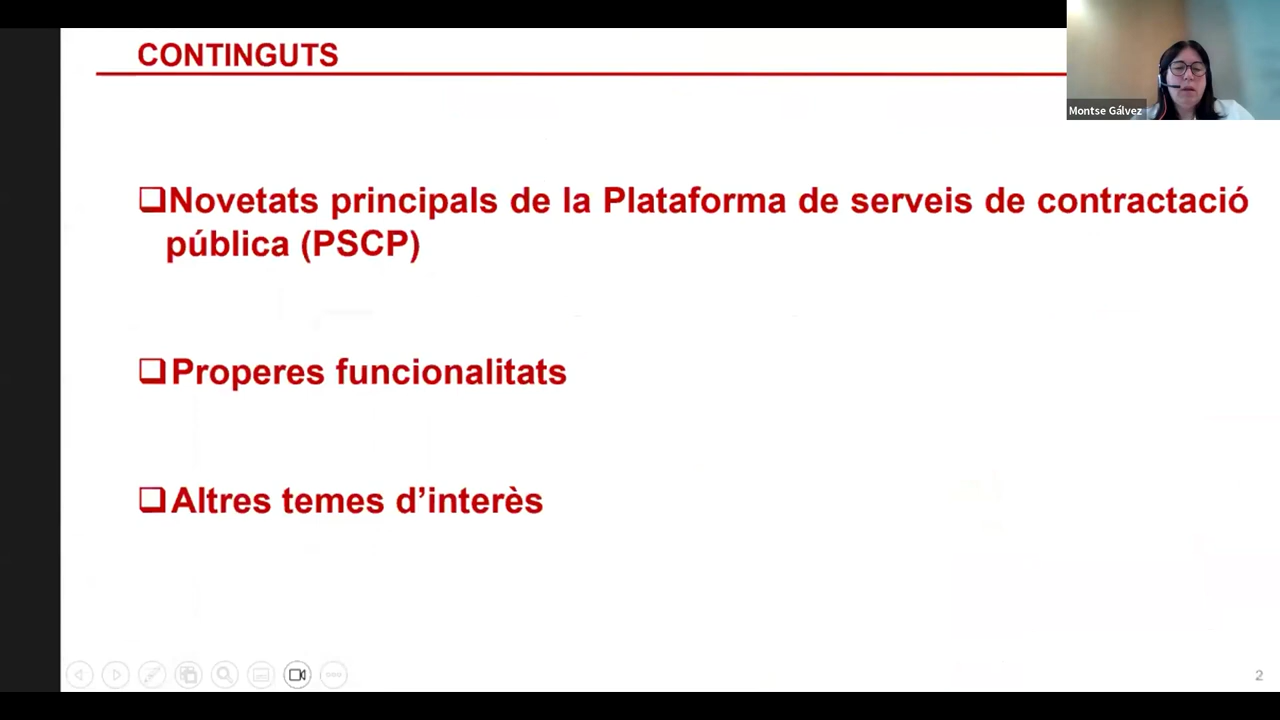 CONTINGUTS
Montse Gálvez
❑Novetats principals de la Plataforma de serveis de contractació
pública (PSCP)
❑Properes funcionalitats
❑Altres temes d’interès
2